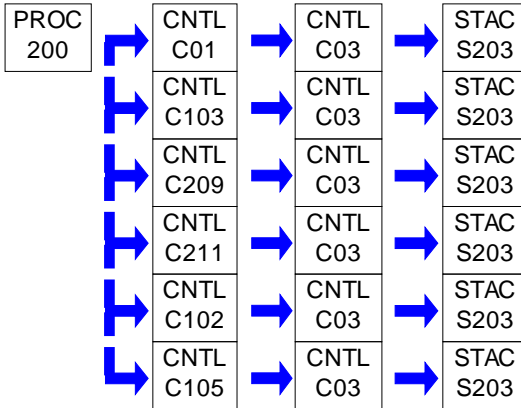 PROC
200
CNTL
C01
CNTL
C03
STAC
S203
CNTL
C103
CNTL
C03
STAC
S203
CNTL
C209
CNTL
C03
STAC
S203
CNTL
C211
CNTL
C03
STAC
S203
CNTL
C102
CNTL
C03
STAC
S203
CNTL
C105
CNTL
C03
STAC
S203